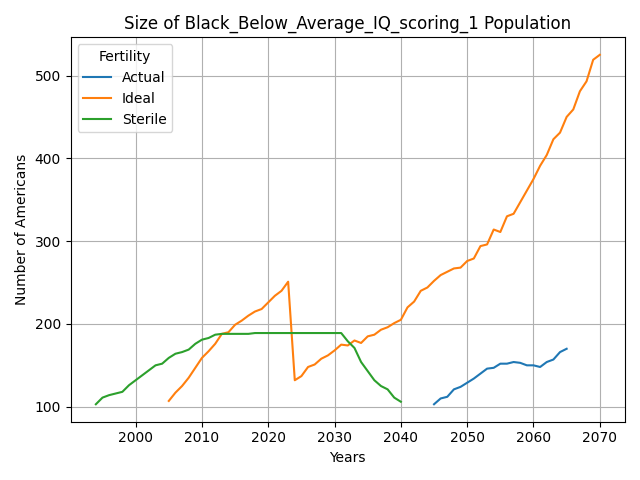 Size of Black_Below_Average_IQ_scoring_1 Population
Fertility
Actual
Ideal
Sterile
Number of Americans
500
400
300
200
100
2000 2010 2020 2030 2040 2050 2060 2070
Years